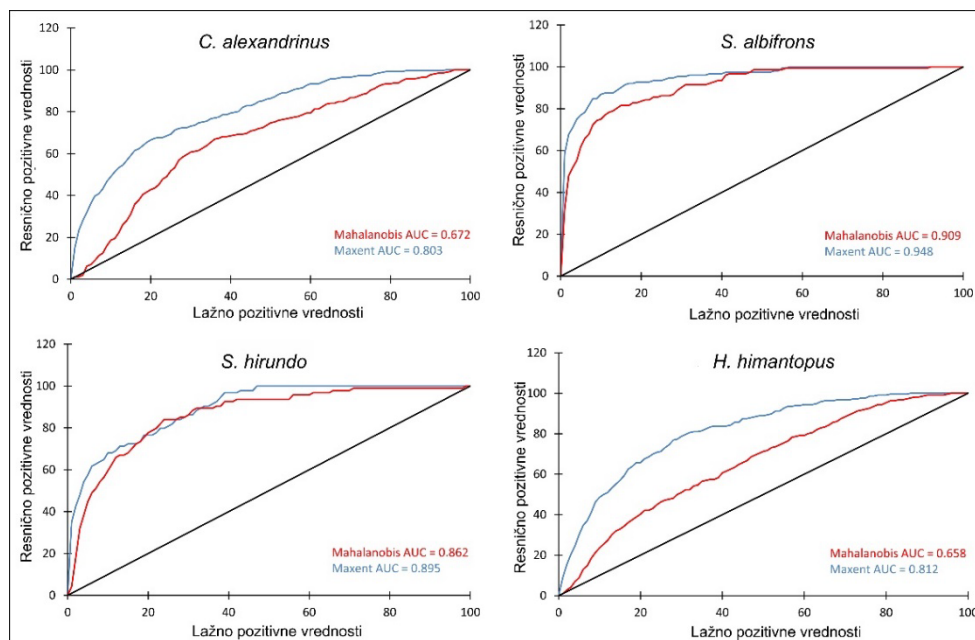 C. alexandrinus
120
100
80
60
40
20
0
Resnično pozitivne vrednosti
Mahalanobis AUC = 0.672
Maxent AUC = 0.803
0 20 40 60 80 100
Lažno pozitivne vrednosti
S. albifrons
120
100
80
60
40
20
0
Resnično pozitivne vrednosti
Mahalanobis AUC = 0.909
Maxent AUC = 0.948
0 20 40 60 80 100
Lažno pozitivne vrednosti
S. hirundo
120
100
80
60
40
20
0
Resnično pozitivne vrednosti
Mahalanobis AUC = 0.862
Maxent AUC = 0.895
0 20 40 60 80 100
Lažno pozitivne vrednosti
H. himantopus
120
100
80
60
40
20
0
Resnično pozitivne vrednosti
Mahalanobis AUC = 0.658
Maxent AUC = 0.812
0 20 40 60 80 100
Lažno pozitivne vrednosti